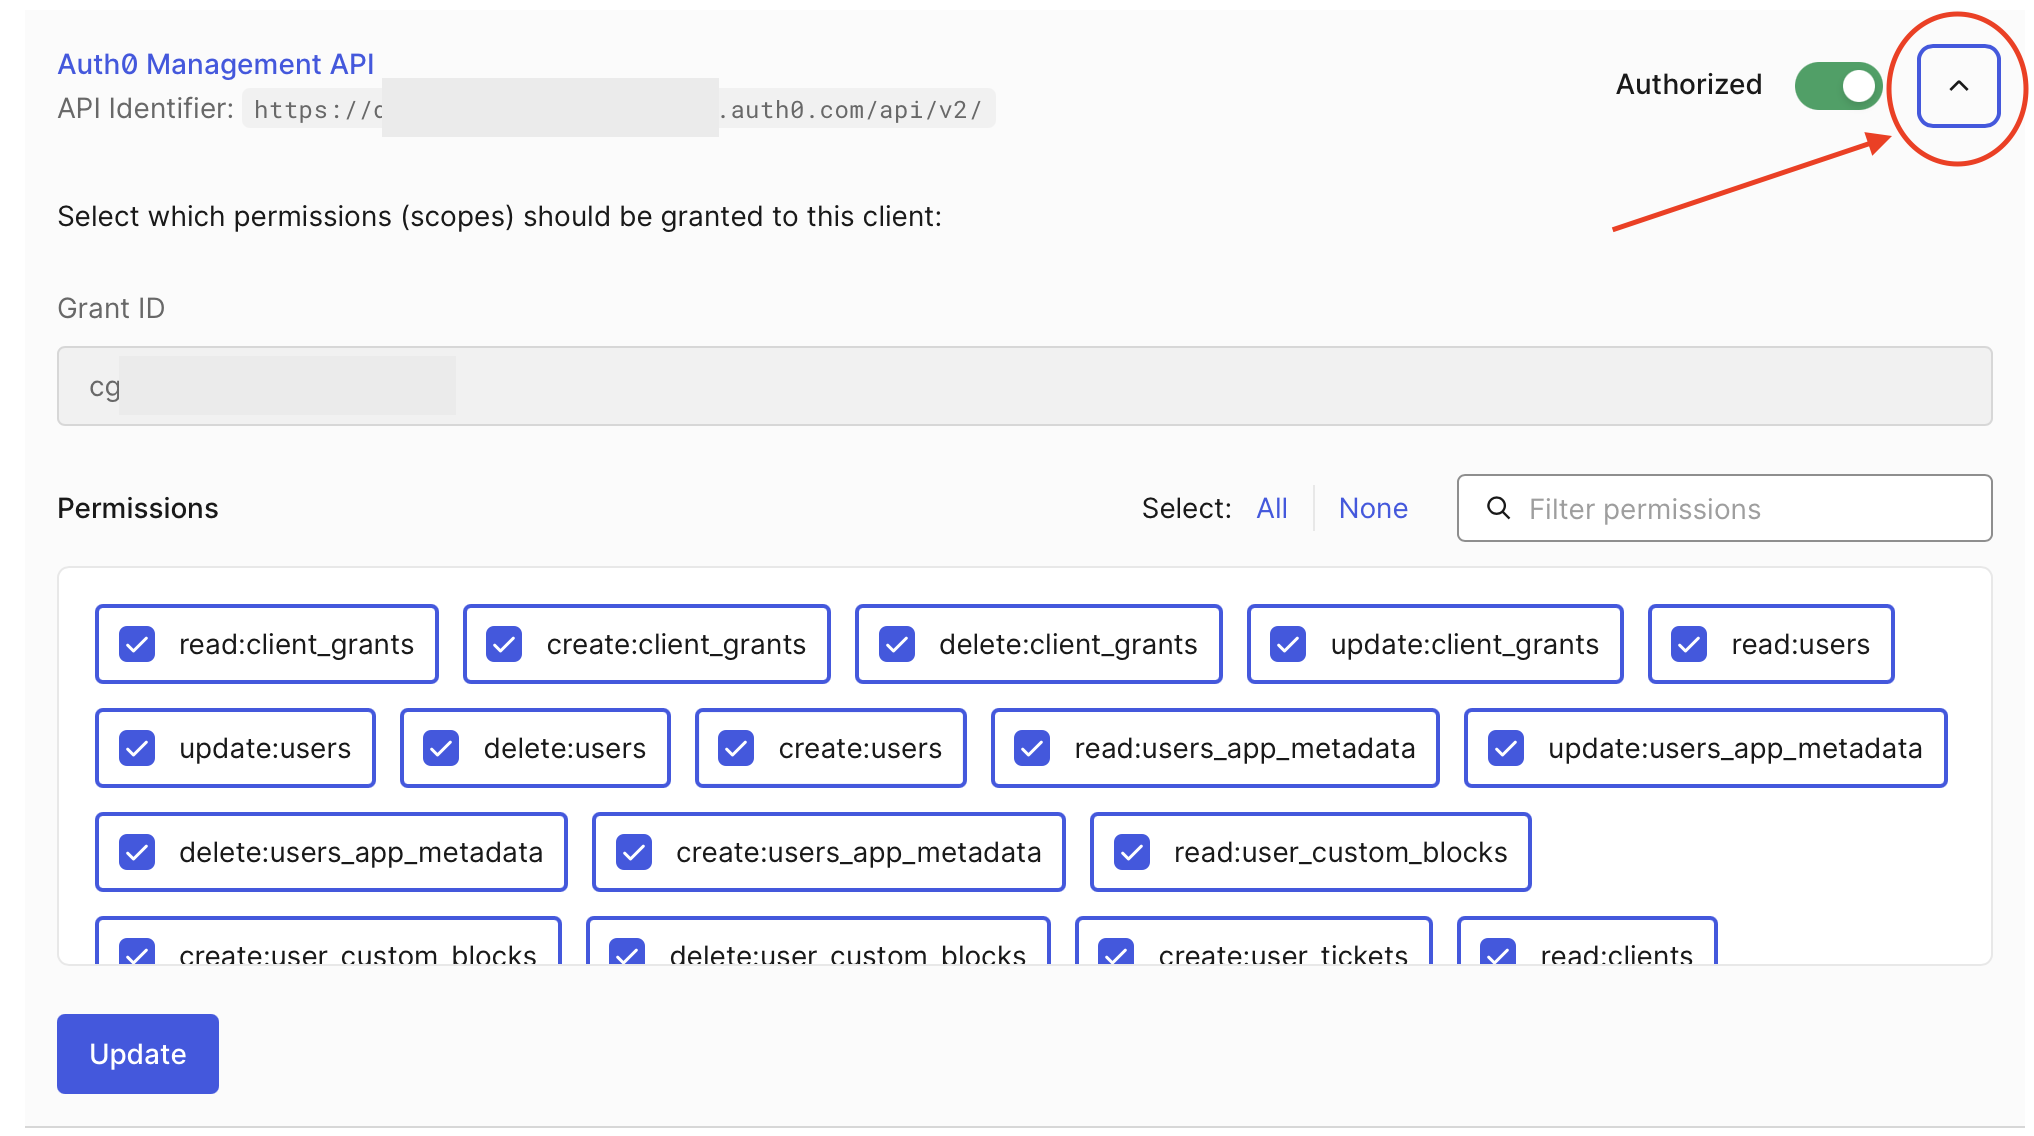 Auth0 Management API
Authorized
API Identifier: https:// .auth0.com/api/v2/
Select which permissions (scopes) should be granted to this client:
Grant ID
cg
Permissions
Select: All None
Filter permissions
read:client_grants create:client_grants delete:client_grants update:client_grants read:users
update:users delete:users create:users read:users_app_metadata update:users_app_metadata
delete:users_app_metadata create:users_app_metadata read:user_custom_blocks
create:user_custom_blocks delete:user_custom_blocks create:user_tickets read:clients
Update